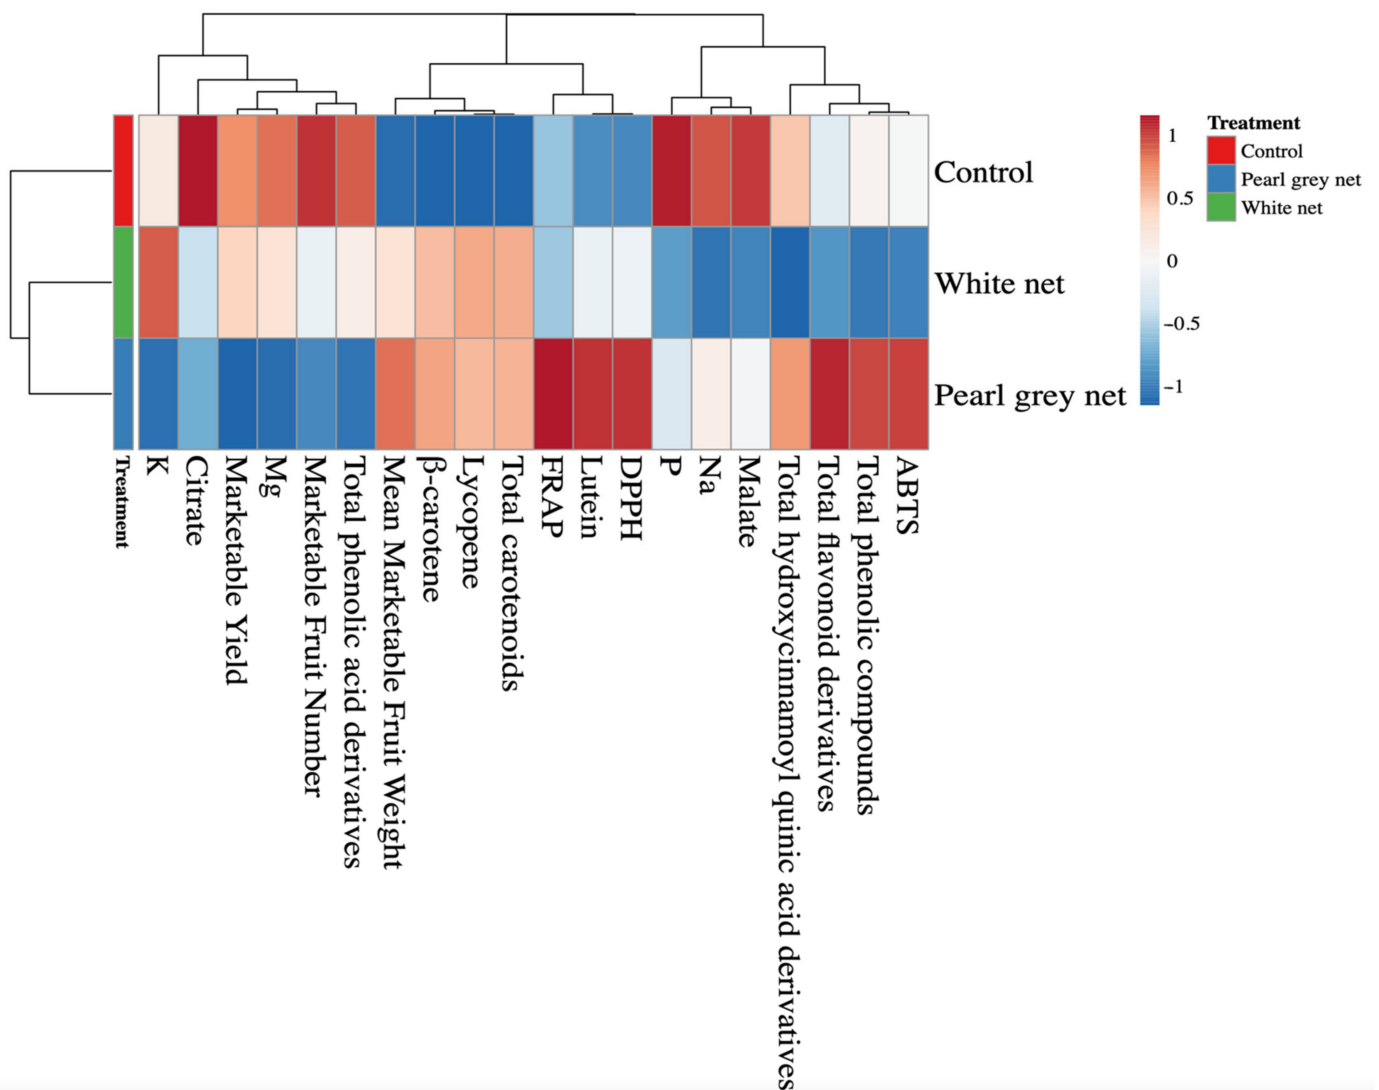 Control
White net
Pearl grey net
1
0.5
0
−0.5
−1
Treatment
Control
Pearl grey net
White net
Treatment
K
Citrate
Marketable Yield
Mg
Marketable Fruit Number
Total phenolic acid derivatives
Mean Marketable Fruit Weight
β-carotene
Lycopene
Total carotenoids
FRAP
Lutein
DPPH
P
Na
Malate
Total hydroxycinnamoyl quinic acid derivatives
Total flavonoid derivatives
Total phenolic compounds
ABTS